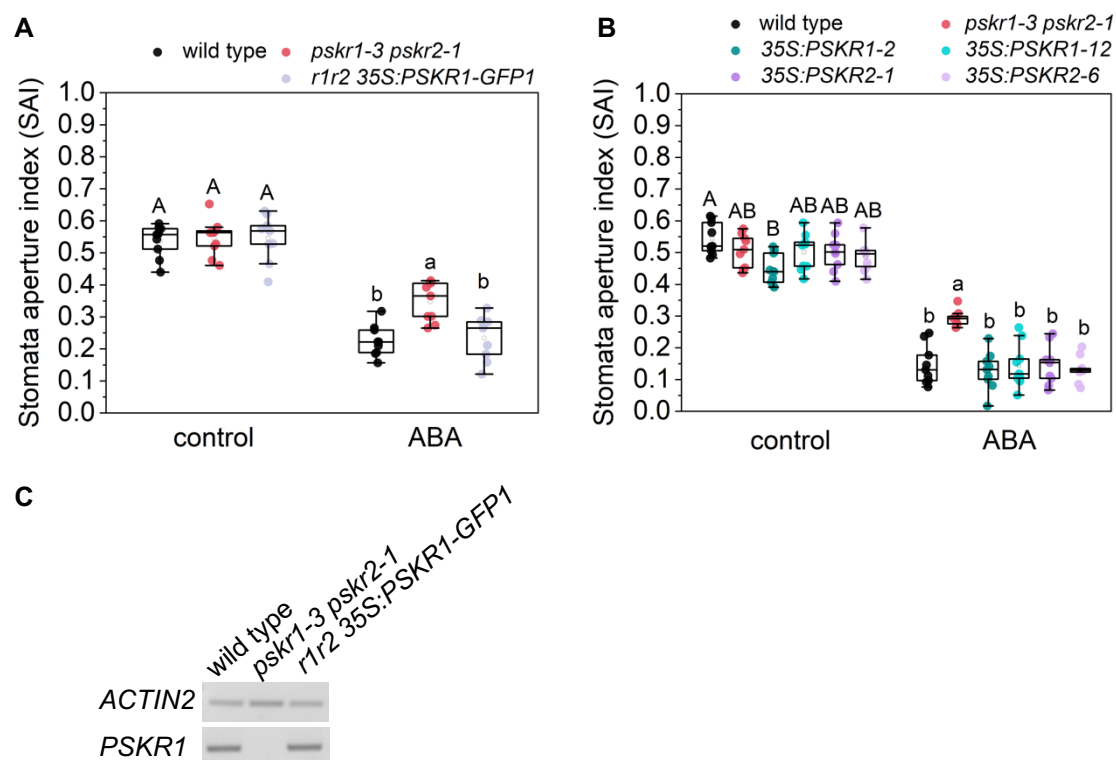 A
wild type
pskr1-3 pskr2-1
r1r2 35S:PSKR1-GFP1
Stomata aperture index (SAI)
1.0
0.9
0.8
0.7
0.6
0.5
0.4
0.3
0.2
0.1
0.0
A
A
A
b
a
b
control
ABA
B
wild type
pskr1-3 pskr2-1
35S:PSKR1-2
35S:PSKR1-12
35S:PSKR2-1
35S:PSKR2-6
Stomata aperture index (SAI)
1.0
0.9
0.8
0.7
0.6
0.5
0.4
0.3
0.2
0.1
0.0
A
AB
B
AB
AB
AB
b
a
b
b
b
b
control
ABA
C
wild type
pskr1-3 pskr2-1
r1r2 35S:PSKR1-GFP1
ACTIN2
PSKR1